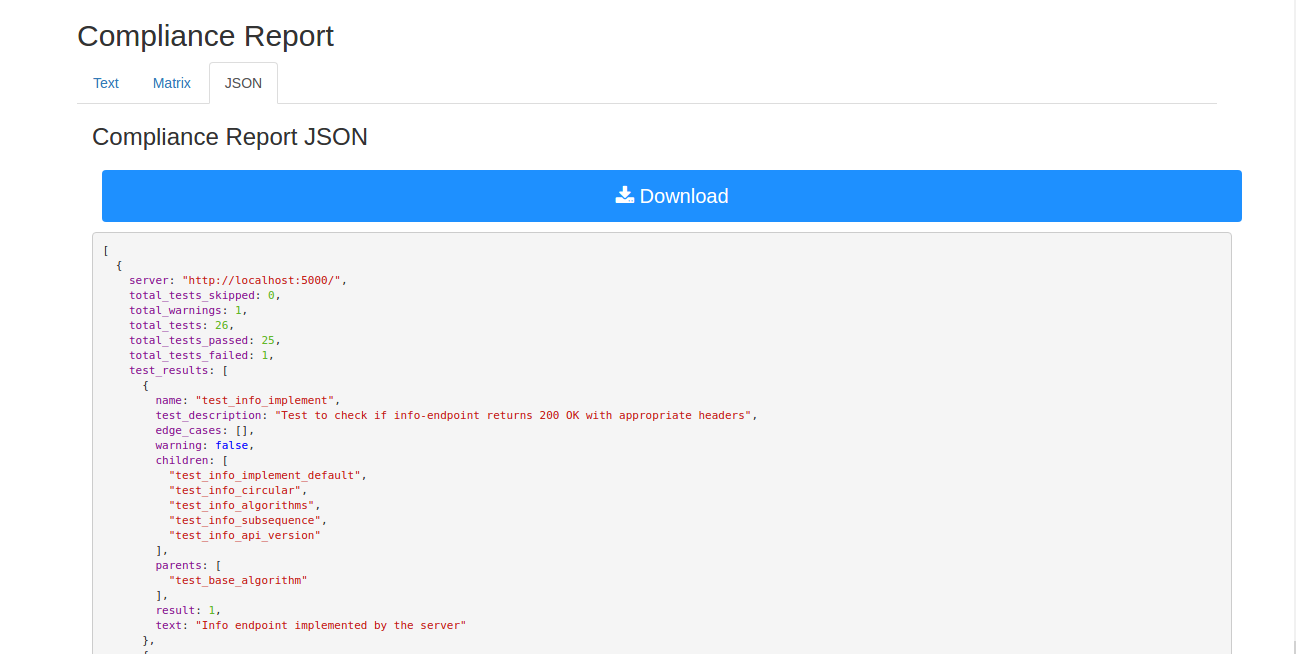 Compliance Report
Text Matrix JSON
Compliance Report JSON
Download
[
{
server: "http://localhost:5000/",
total_tests_skipped: 0,
total_warnings: 1,
total_tests: 26,
total_tests_passed: 25,
total_tests_failed: 1,
test_results: [
{
name: "test_info_implement",
test_description: "Test to check if info-endpoint returns 200 OK with appropriate headers",
edge_cases: [],
warning: false,
children: [
"test_info_implement_default",
"test_info_circular",
"test_info_algorithms",
"test_info_subsequence",
"test_info_api_version"
],
parents: [
"test_base_algorithm"
],
result: 1,
text: "Info endpoint implemented by the server"
},
{